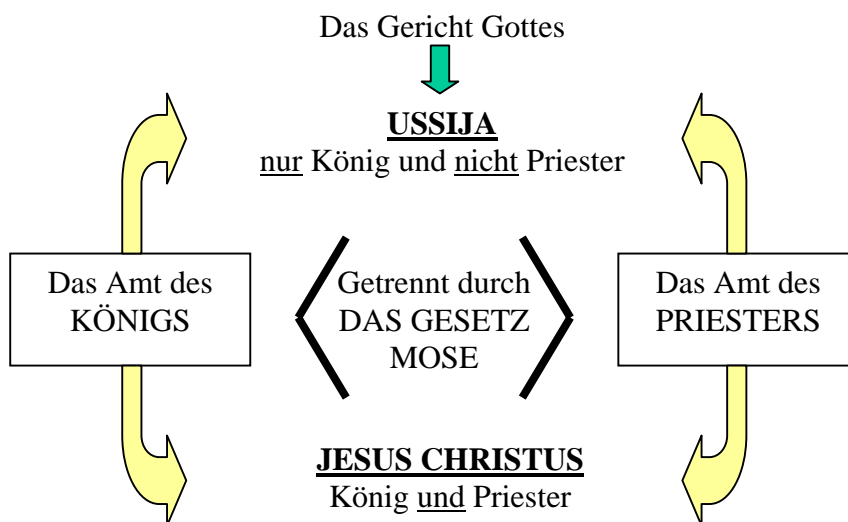 Das Gericht Gottes
USSIJA
nur König und nicht Priester
Das Amt des
KÖNIGS
Getrennt durch
DAS GESETZ
MOSE
Das Amt des
PRIESTERS
JESUS CHRISTUS
König und Priester